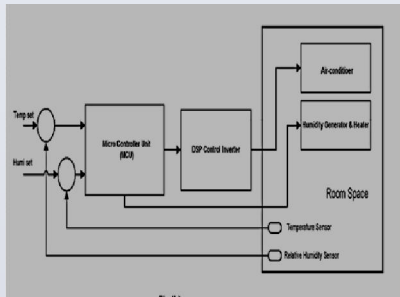 Temp set
Humi set
Micro Controller Unit
(MCU)
DSP Control Inverter
Air-conditioner
Humidity Generator & Heater
Room Space
Temperature Sensor
Relative Humidity Sensor